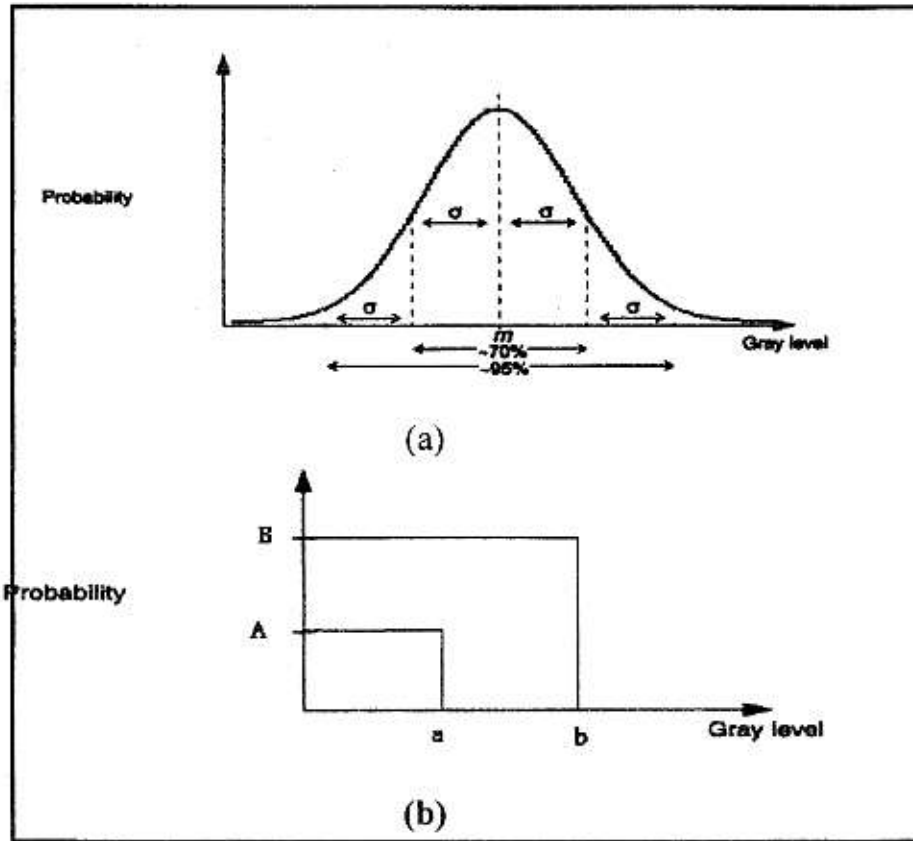 Probability
σ σ
σ σ
m
Gray level
~70%
~95%
(a)
B
Probability
A
a b
Gray level
(b)